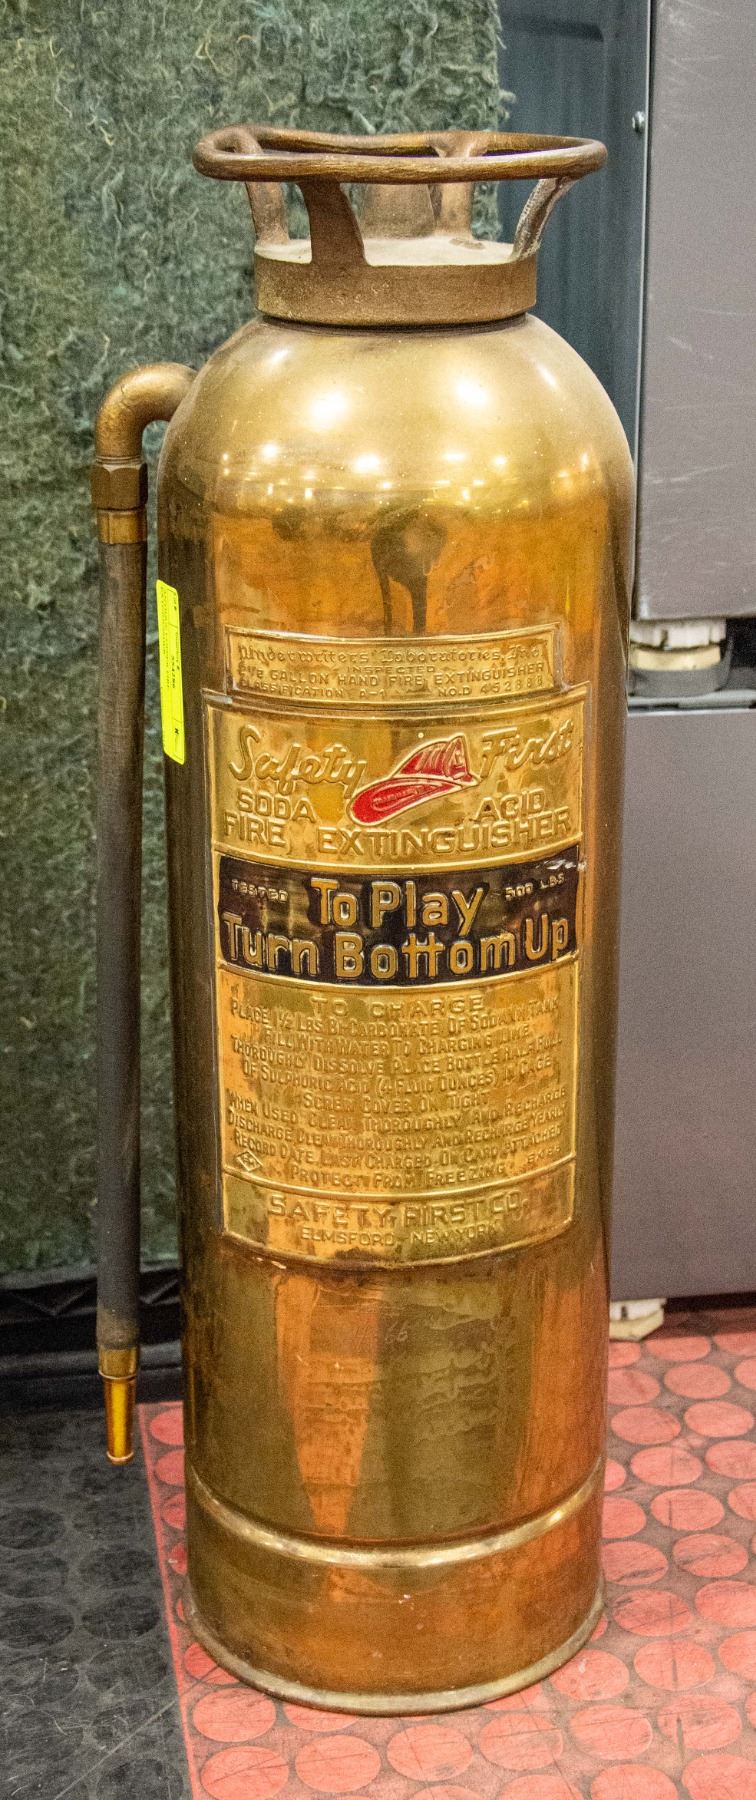 Underwriters' Laboratories, Inc.
INSPECTED
2½ GALLON HAND FIRE EXTINGUISHER
CLASSIFICATION A-1 NO.D 452888
Safety First
SODA ACID
FIRE EXTINGUISHER
TESTED To Play 500 LBS
Turn Bottom Up
TO CHARGE
PLACE 1½ LBS. BI-CARBONATE OF SODA IN TANK
FILL WITH WATER TO CHARGING LINE
THOROUGHLY DISSOLVE PLACE BOTTLE HALF FULL
OF SULPHORIC ACID (4 FLUID OUNCES) IN CAGE
SCREW COVER ON TIGHT
WHEN USED CLEAN THOROUGHLY AND RECHARGE
DISCHARGE CLEAN THOROUGHLY AND RECHARGE YEARLY
RECORD DATE LAST CHARGED ON CARD ATTACHED
PROTECT FROM FREEZING
SAFETY FIRST CO.
ELMSFORD - NEW YORK